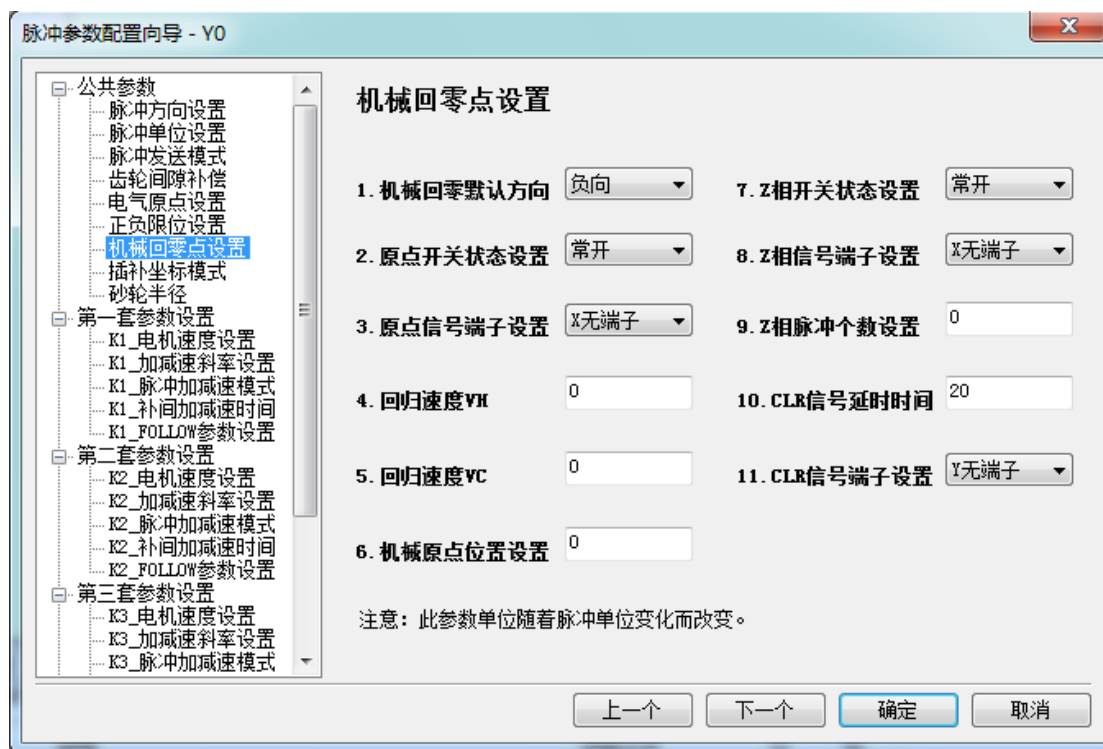 脉冲参数配置向导 - Y0
公共参数
脉冲方向设置
脉冲单位设置
脉冲发送模式
齿轮间隙补偿
电气原点设置
正负限位设置
机械回零点设置
插补坐标模式
砂轮半径
第一套参数设置
K1_电机速度设置
K1_加减速斜率设置
K1_脉冲加减速模式
K1_补间加减速时间
K1_FOLLOW参数设置
第二套参数设置
K2_电机速度设置
K2_加减速斜率设置
K2_脉冲加减速模式
K2_补间加减速时间
K2_FOLLOW参数设置
第三套参数设置
K3_电机速度设置
K3_加减速斜率设置
K3_脉冲加减速模式
机械回零点设置
1.机械回零默认方向 负向
2.原点开关状态设置 常开
3.原点信号端子设置 X无端子
4.回归速度VH 0
5.回归速度VC 0
6.机械原点位置设置 0
7.Z相开关状态设置 常开
8.Z相信号端子设置 X无端子
9.Z相脉冲个数设置 0
10.CLR信号延时时间 20
11.CLR信号端子设置 Y无端子
注意：此参数单位随着脉冲单位变化而改变。
上一个 下一个 确定 取消